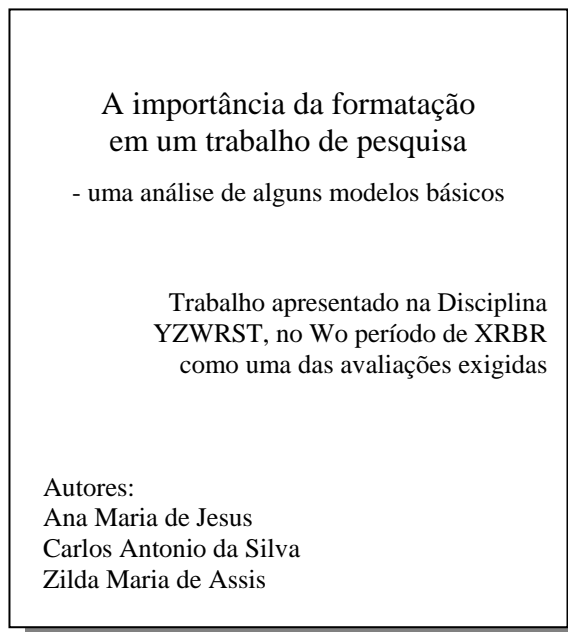 A importância da formatação
em um trabalho de pesquisa
- uma análise de alguns modelos básicos
Trabalho apresentado na Disciplina
YZWRST, no Wo período de XRBR
como uma das avaliações exigidas
Autores:
Ana Maria de Jesus
Carlos Antonio da Silva
Zilda Maria de Assis